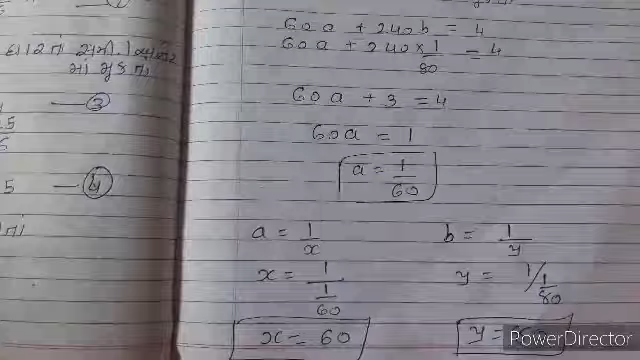 60a + 240b = 4
60a + 240 × 1/80 = 4
60a + 3 = 4
60a = 1
a = 1/60
a = 1/x
b = 1/y
x = 1/(1/60)
y = 1/(1/80)
x = 60
y =
— ③
5 — ④
PowerDirector